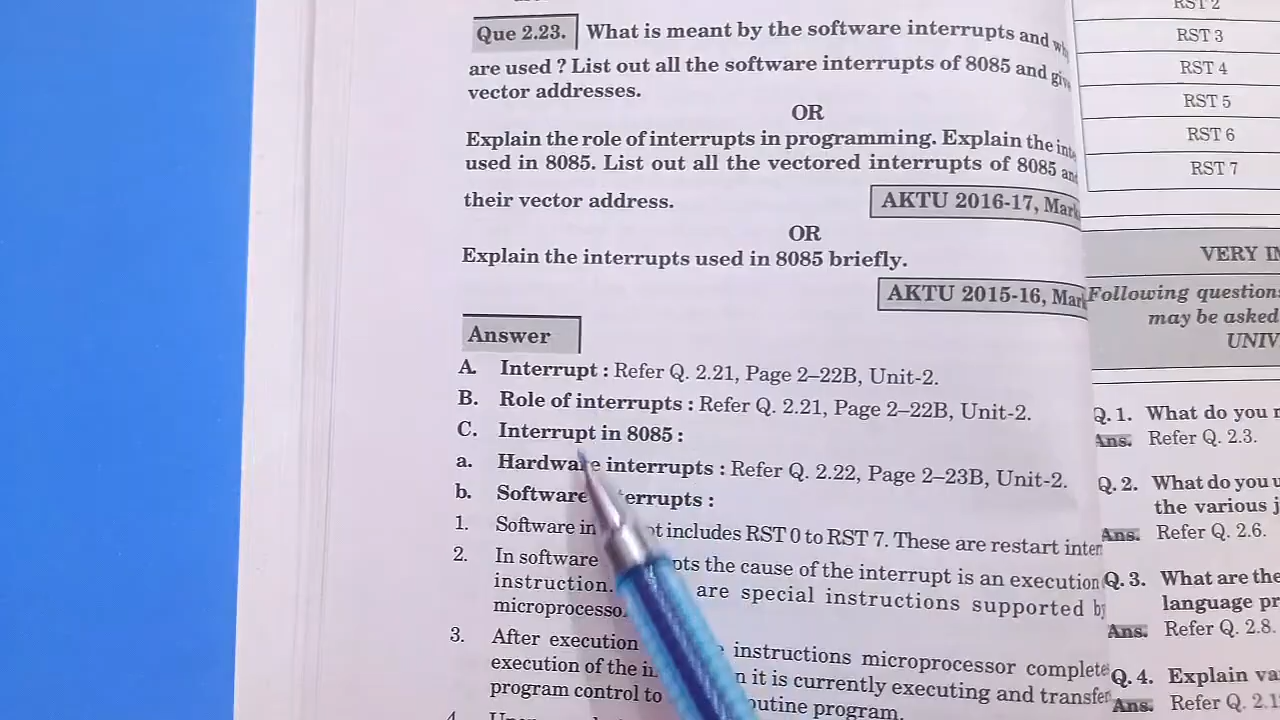 Que 2.23. What is meant by the software interrupts and
are used ? List out all the software interrupts of 8085 and
vector addresses.
OR
Explain the role of interrupts in programming. Explain the
used in 8085. List out all the vectored interrupts of 8085
their vector address.
AKTU 2016-17,
OR
Explain the interrupts used in 8085 briefly.
AKTU 2015-16,
Answer
A. Interrupt : Refer Q. 2.21, Page 2–22B, Unit-2.
B. Role of interrupts : Refer Q. 2.21, Page 2–22B, Unit-2.
C. Interrupt in 8085 :
a. Hardware interrupts : Refer Q. 2.22, Page 2–23B, Unit-2.
b. Software :
1. Software includes RST 0 to RST 7. These are restart
2. In software the cause of the interrupt is an execution
instruction. are special instructions supported
3. After execution instructions microprocessor
execution of the it is currently executing and
program control to program.
RST 2
RST 3
RST 4
RST 5
RST 6
RST 7
VERY
Following
may be asked
Q. 1. What do you
Ans. Refer Q. 2.3.
Q. 2. What do you
the various
Ans. Refer Q. 2.6.
Q. 3. What are the
language
Ans. Refer Q. 2.8.
Q. 4. Explain
Ans. Refer Q.